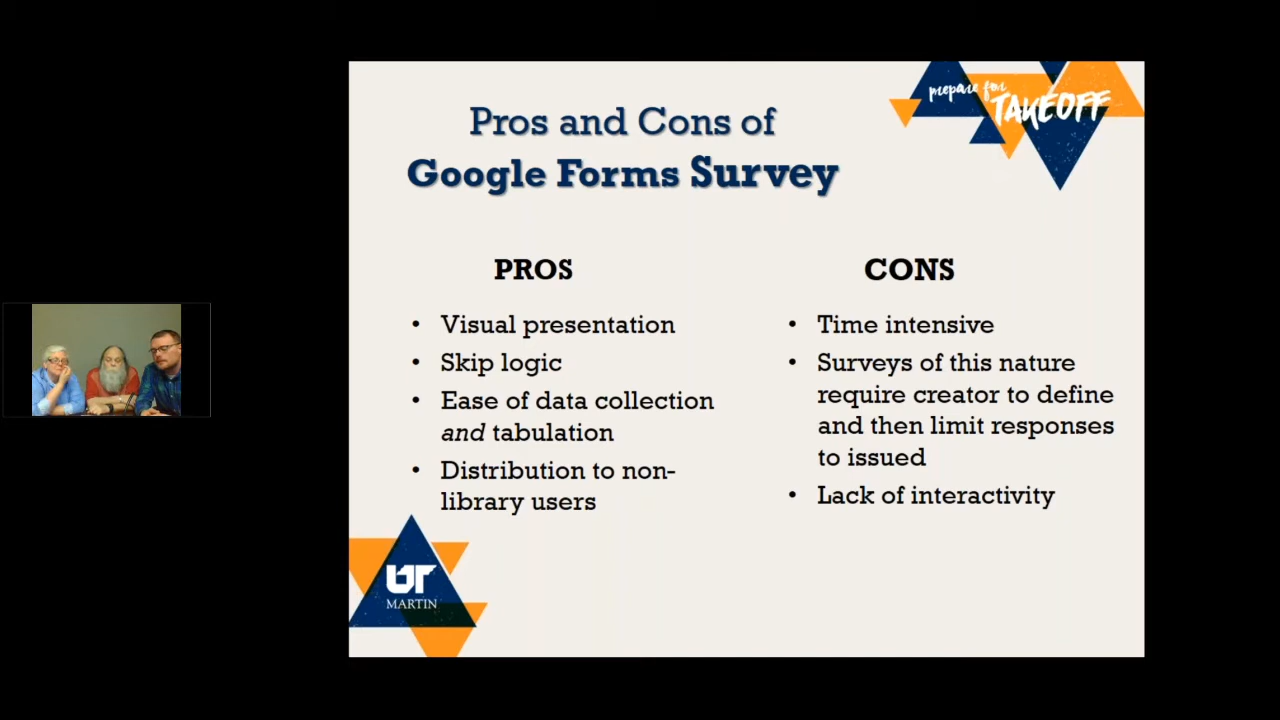 prepare for
TAKEOFF
Pros and Cons of
Google Forms Survey
PROS
• Visual presentation
• Skip logic
• Ease of data collection
and tabulation
• Distribution to non-
library users
CONS
• Time intensive
• Surveys of this nature
require creator to define
and then limit responses
to issued
• Lack of interactivity
UT
MARTIN